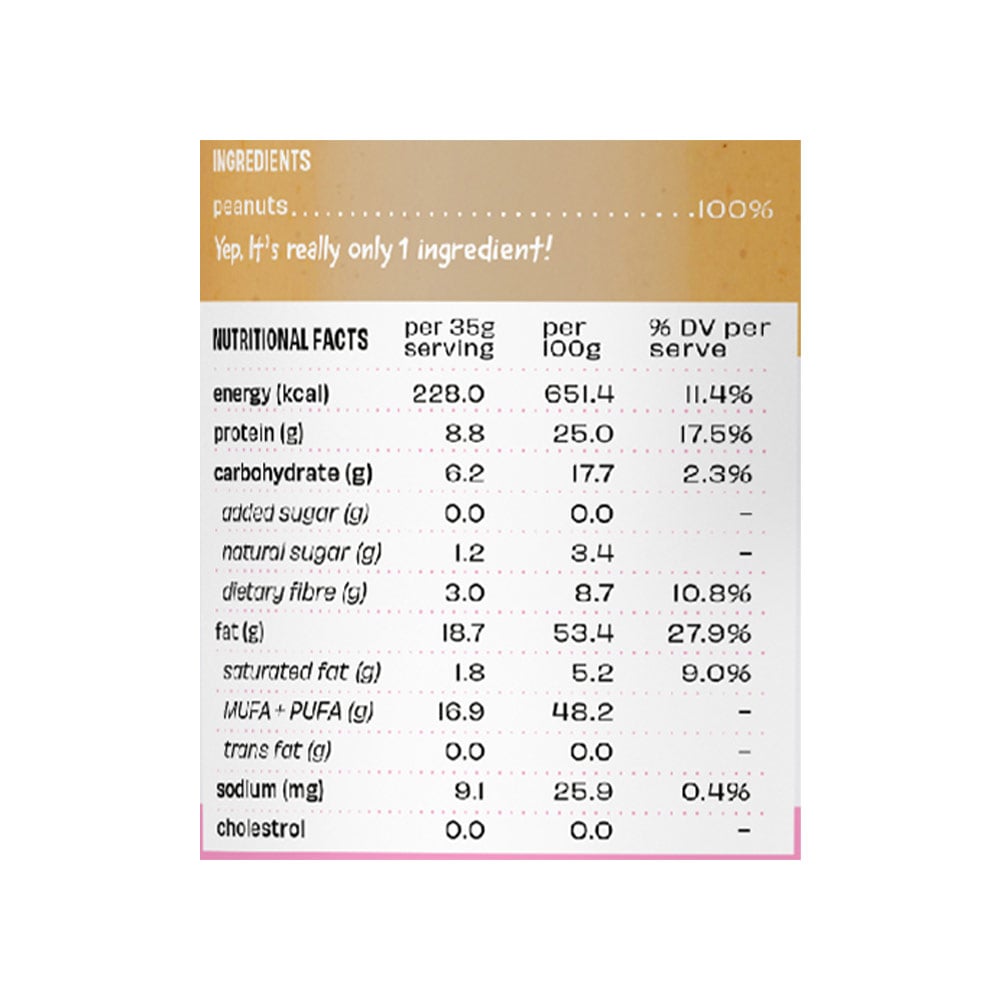 INGREDIENTS
peanuts.......................................100%
Yep, It's really only 1 ingredient!
NUTRITIONAL FACTS per 35g serving per 100g % DV per serve
energy (kcal) 228.0 651.4 11.4%
protein (g) 8.8 25.0 17.5%
carbohydrate (g) 6.2 17.7 2.3%
added sugar (g) 0.0 0.0 –
natural sugar (g) 1.2 3.4 –
dietary fibre (g) 3.0 8.7 10.8%
fat (g) 18.7 53.4 27.9%
saturated fat (g) 1.8 5.2 9.0%
MUFA + PUFA (g) 16.9 48.2 –
trans fat (g) 0.0 0.0 –
sodium (mg) 9.1 25.9 0.4%
cholestrol 0.0 0.0 –